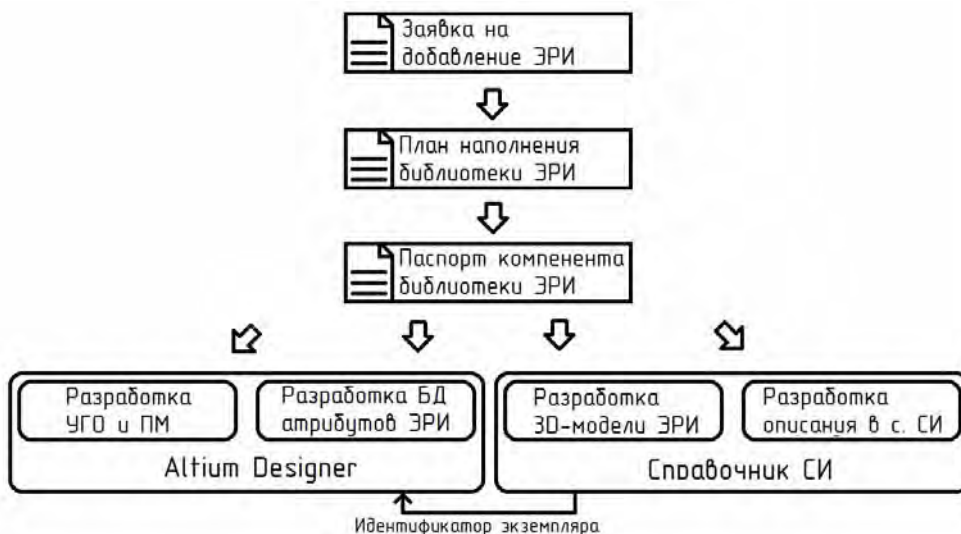 Заявка на
добавление ЭРИ
План наполнения
библиотеки ЭРИ
Паспорт компонента
библиотеки ЭРИ
Разработка
УГО и ПМ
Разработка БД
атрибутов ЭРИ
Altium Designer
Разработка
3D-модели ЭРИ
Разработка
описания в с. СИ
Справочник СИ
Идентификатор экземпляра